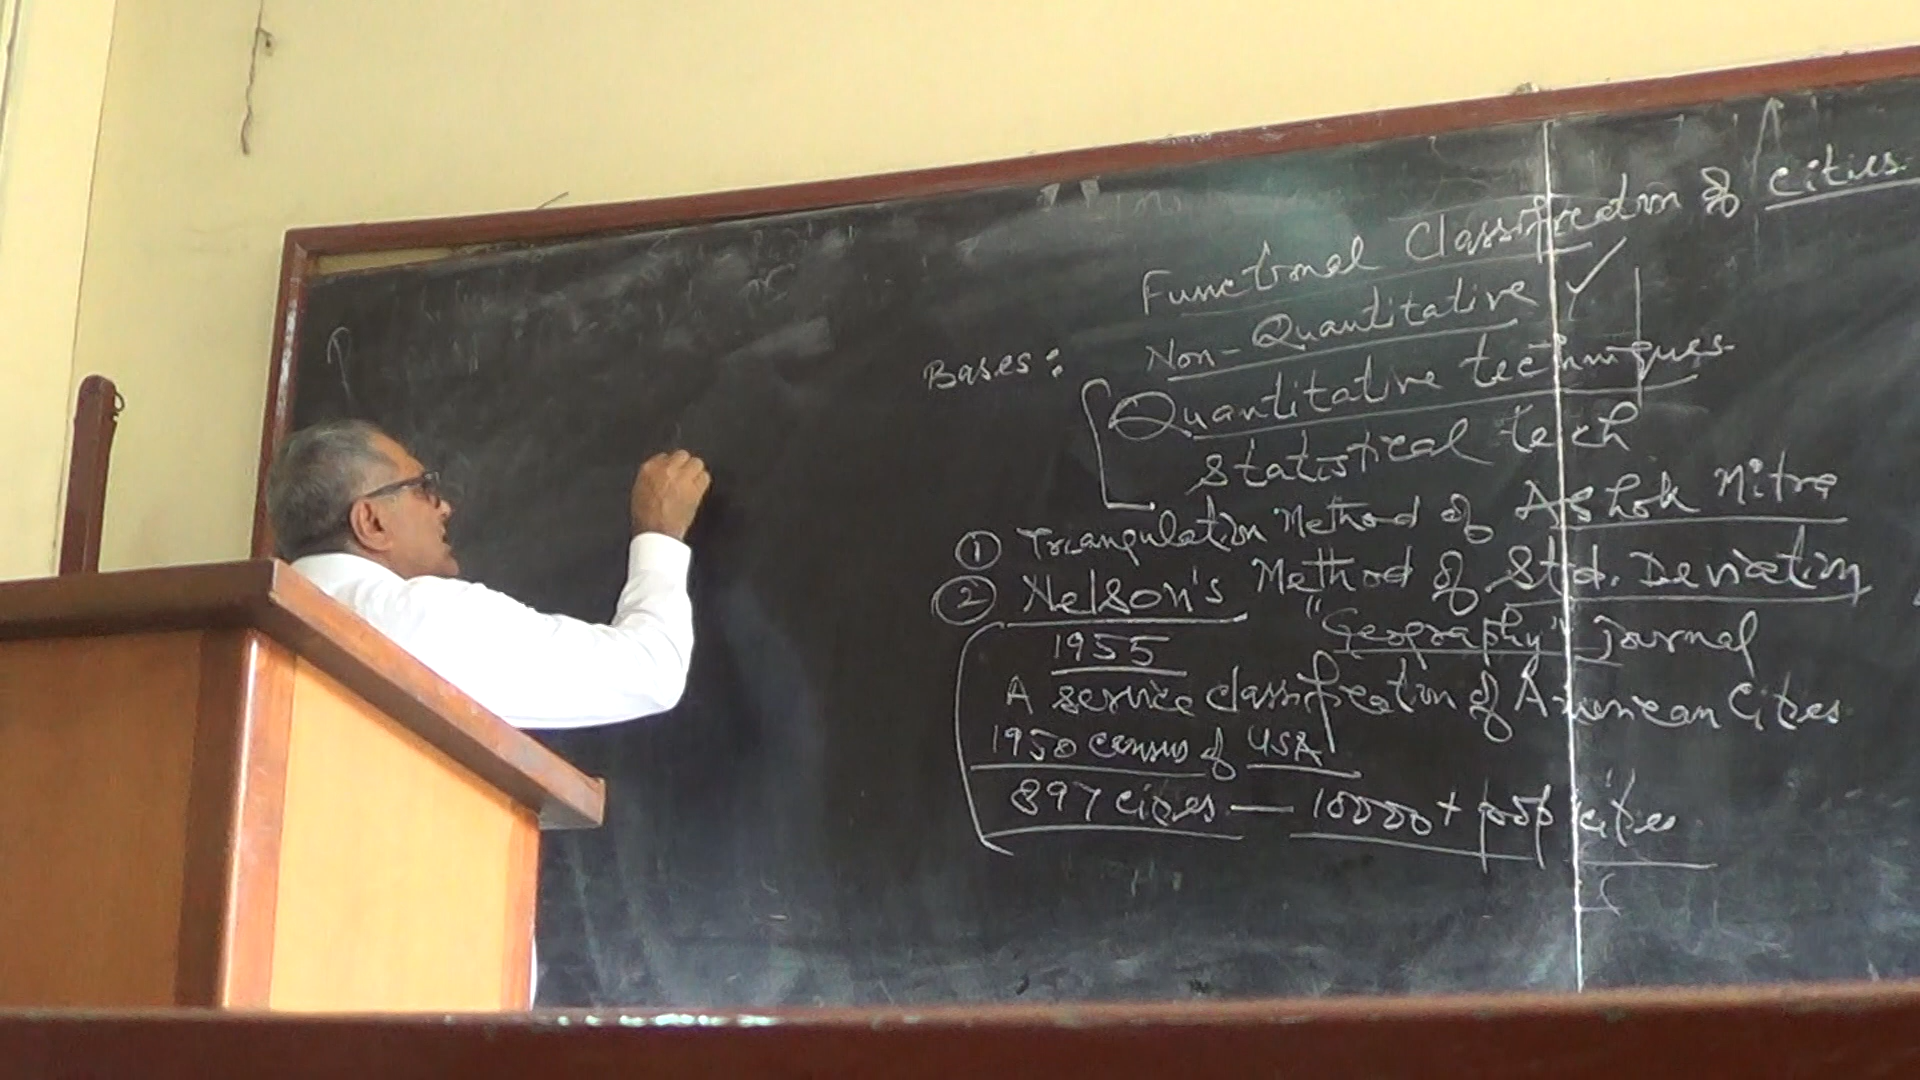 Functional Classification of Cities
Bases: Non-Quantitative ✓
Quantitative techniques
Statistical tech
① Triangulation Method of Ashok Mitra
② Nelson's Method of Std. Deviation
1955 "Geography" Journal
A service classification of American Cities
1950 census of USA
897 cities — 10000+ pop cities